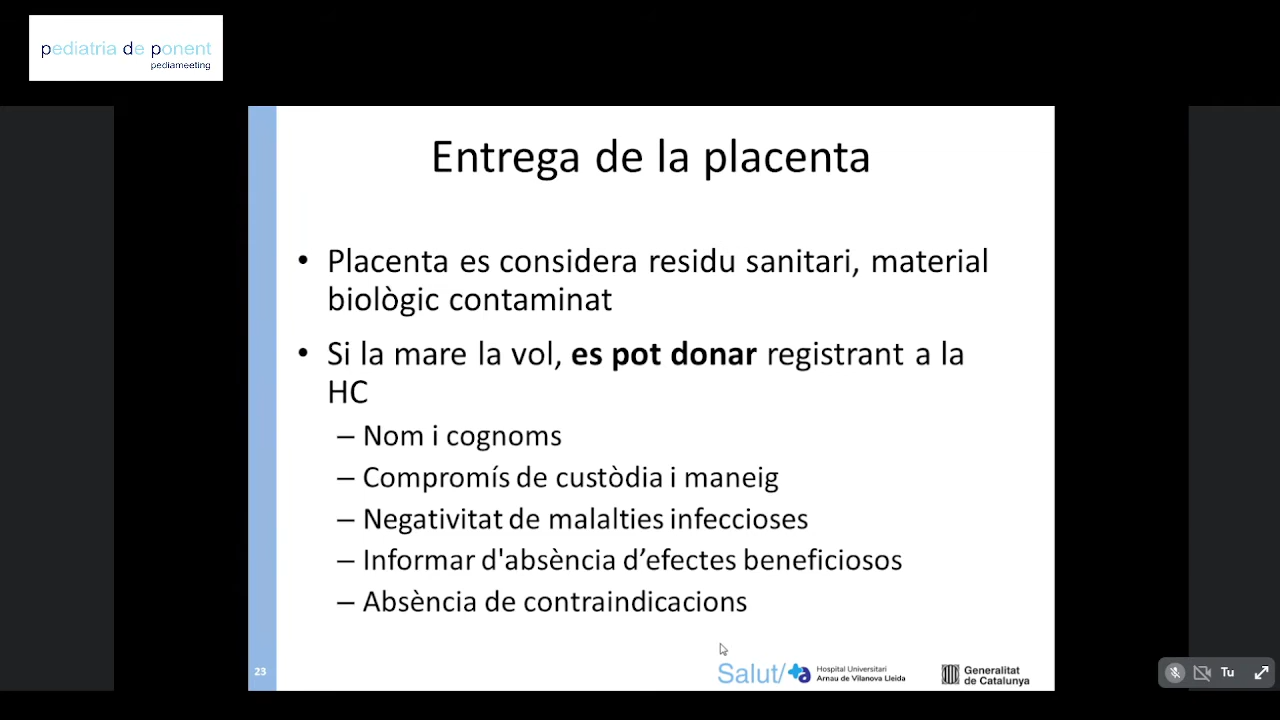 pediatria de ponent
pediameeting
Entrega de la placenta
• Placenta es considera residu sanitari, material
biològic contaminat
• Si la mare la vol, es pot donar registrant a la
HC
– Nom i cognoms
– Compromís de custòdia i maneig
– Negativitat de malalties infeccioses
– Informar d'absència d’efectes beneficiosos
– Absència de contraindicacions
23
Salut/
Hospital Universitari
Arnau de Vilanova Lleida
Generalitat
de Catalunya
Tu